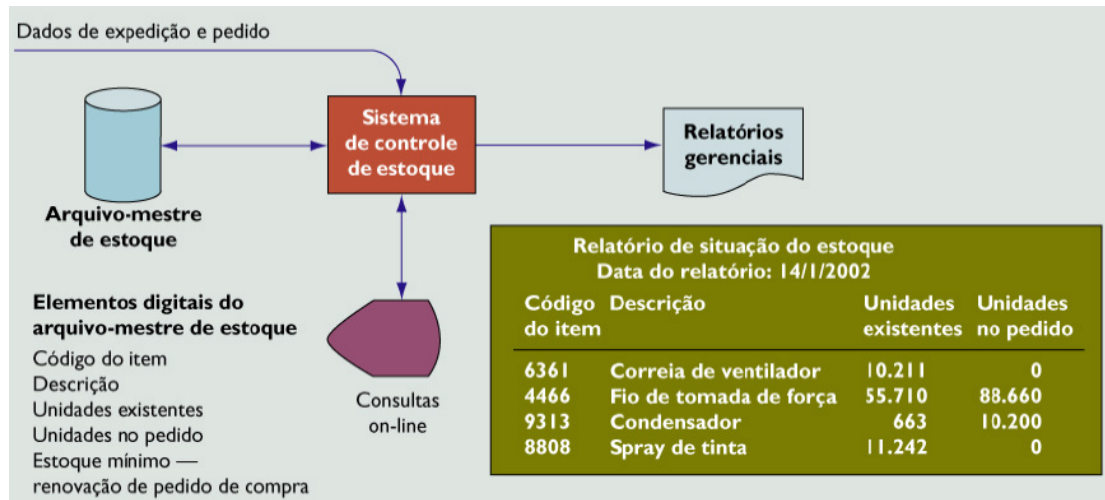 Dados de expedição e pedido
Sistema
de controle
de estoque
Relatórios
gerenciais
Arquivo-mestre
de estoque
Elementos digitais do
arquivo-mestre de estoque
Código do item
Descrição
Unidades existentes
Unidades no pedido
Estoque mínimo —
renovação de pedido de compra
Consultas
on-line
Relatório de situação do estoque
Data do relatório: 14/1/2002
Código Descrição Unidades Unidades
do item existentes no pedido
6361 Correia de ventilador 10.211 0
4466 Fio de tomada de força 55.710 88.660
9313 Condensador 663 10.200
8808 Spray de tinta 11.242 0